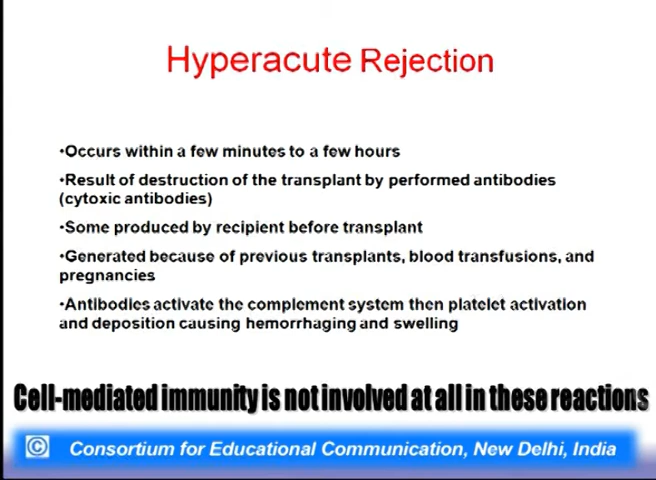 Hyperacute Rejection
•Occurs within a few minutes to a few hours
•Result of destruction of the transplant by performed antibodies
(cytoxic antibodies)
•Some produced by recipient before transplant
•Generated because of previous transplants, blood transfusions, and
pregnancies
•Antibodies activate the complement system then platelet activation
and deposition causing hemorrhaging and swelling
Cell-mediated immunity is not involved at all in these reactions
© Consortium for Educational Communication, New Delhi, India